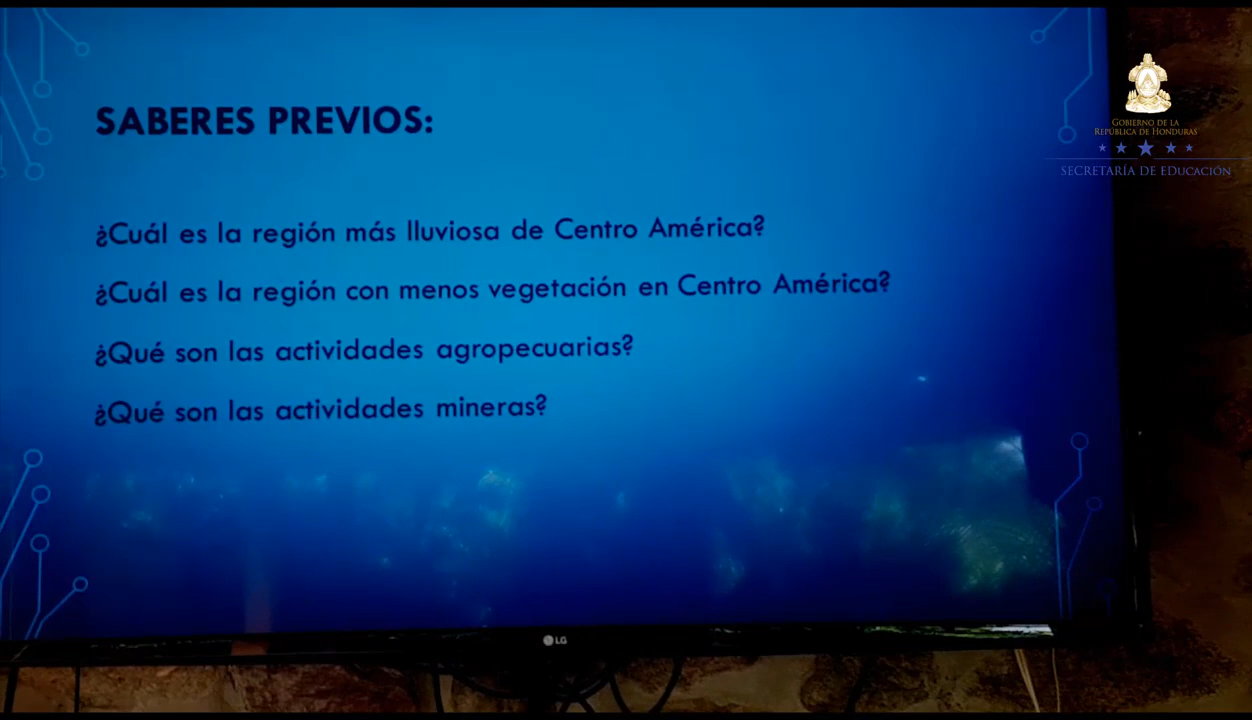 SABERES PREVIOS:
¿Cuál es la región más lluviosa de Centro América?
¿Cuál es la región con menos vegetación en Centro América?
¿Qué son las actividades agropecuarias?
¿Qué son las actividades mineras?
GOBIERNO DE LA
REPÚBLICA DE HONDURAS
SECRETARÍA DE EDUCACIÓN
LG